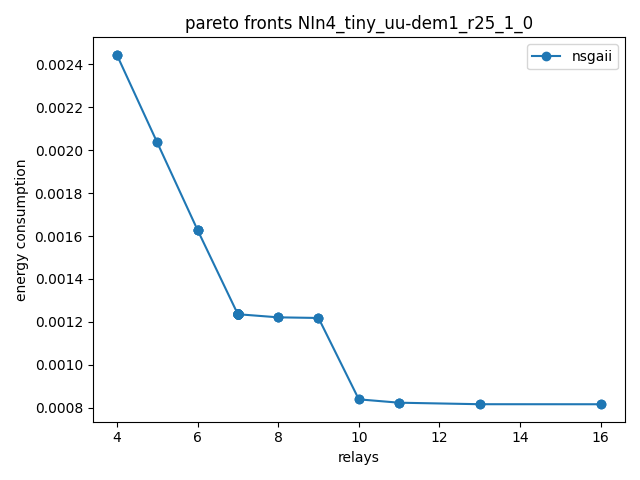 pareto fronts NIn4_tiny_uu-dem1_r25_1_0
nsgaii
energy consumption
0.0024
0.0022
0.0020
0.0018
0.0016
0.0014
0.0012
0.0010
0.0008
4 6 8 10 12 14 16
relays